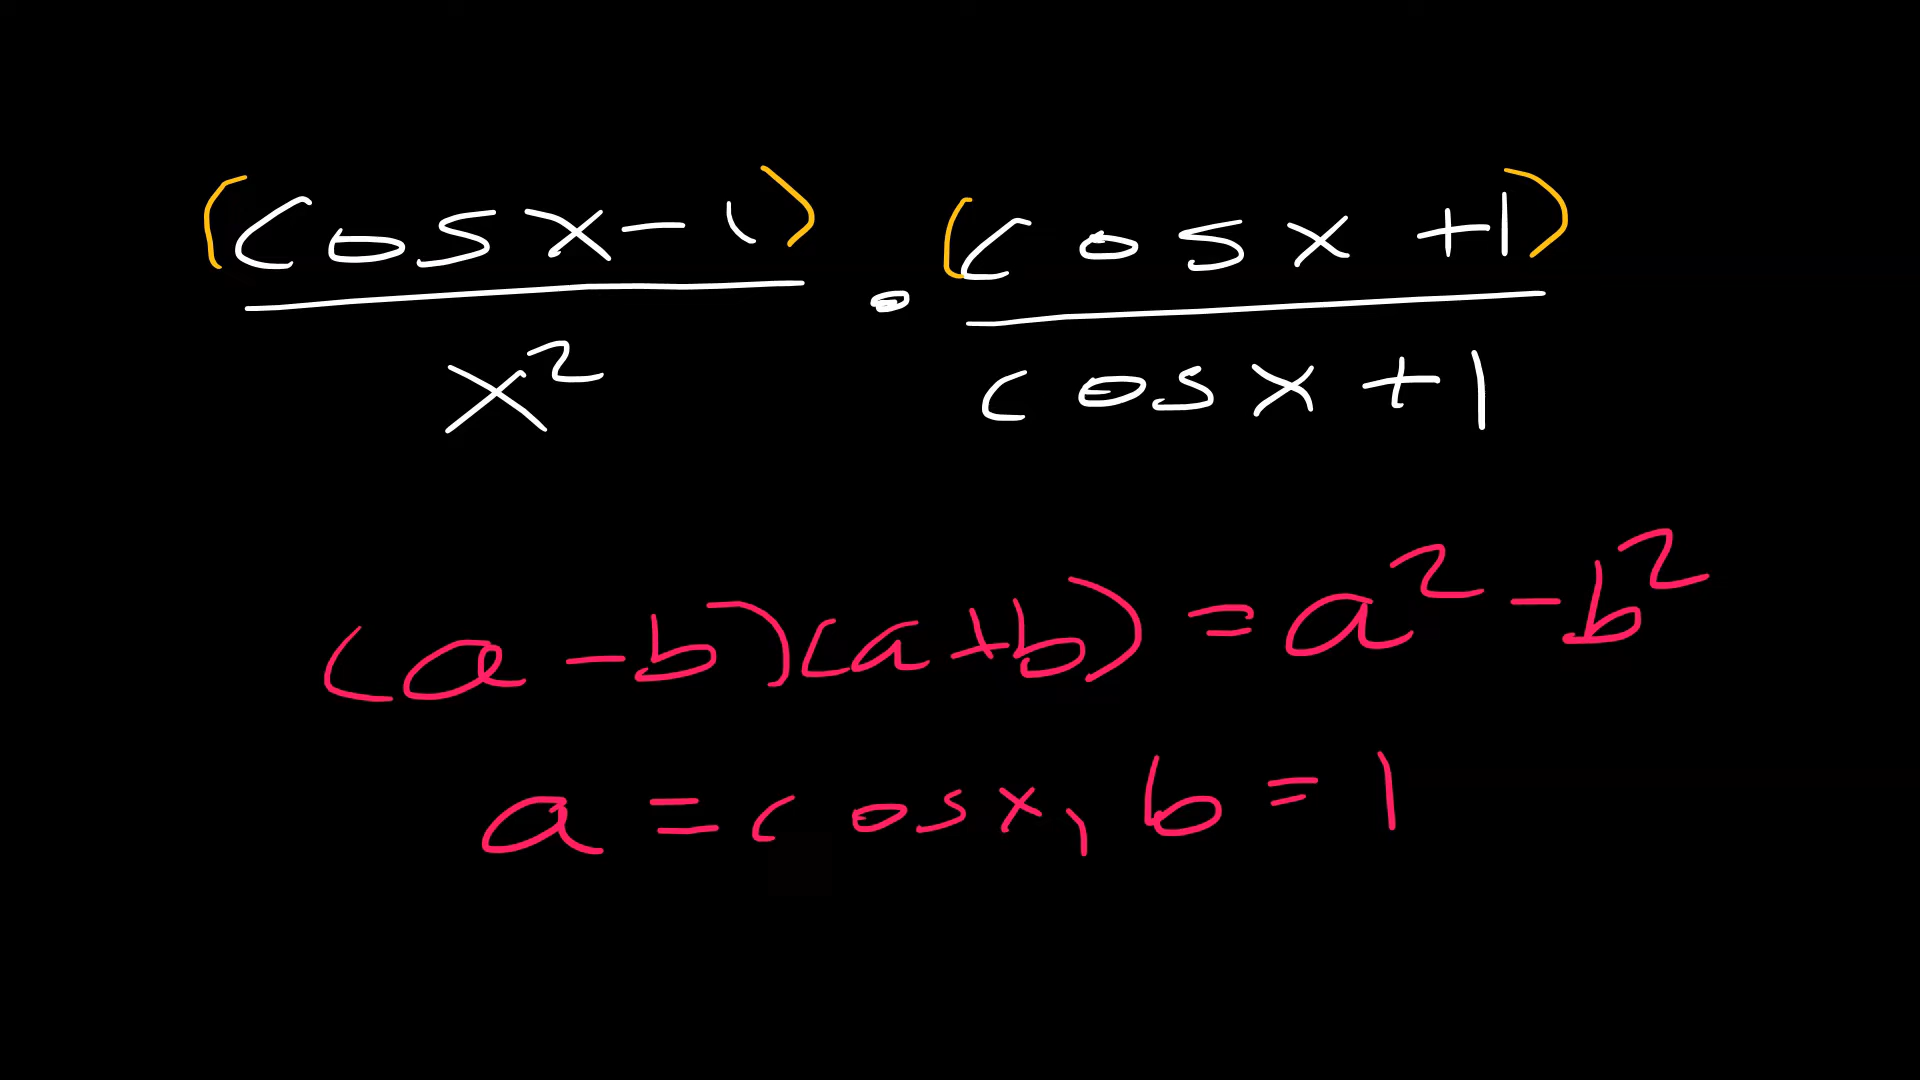 (cosx-1) • (cosx+1)
x² cosx+1
(a-b)(a+b)=a²-b²
a=cosx, b=1